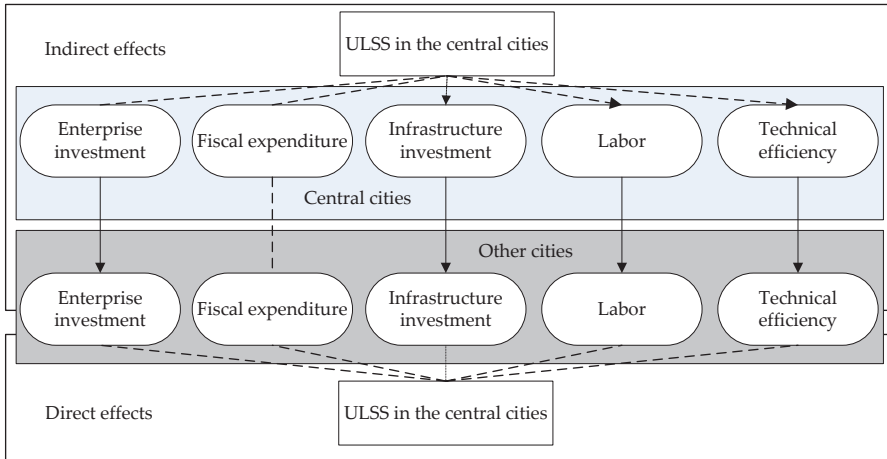 Indirect effects
ULSS in the central cities
Enterprise
investment
Fiscal expenditure
Infrastructure
investment
Labor
Technical
efficiency
Central cities
Other cities
Enterprise
investment
Fiscal expenditure
Infrastructure
investment
Labor
Technical
efficiency
ULSS in the central cities
Direct effects